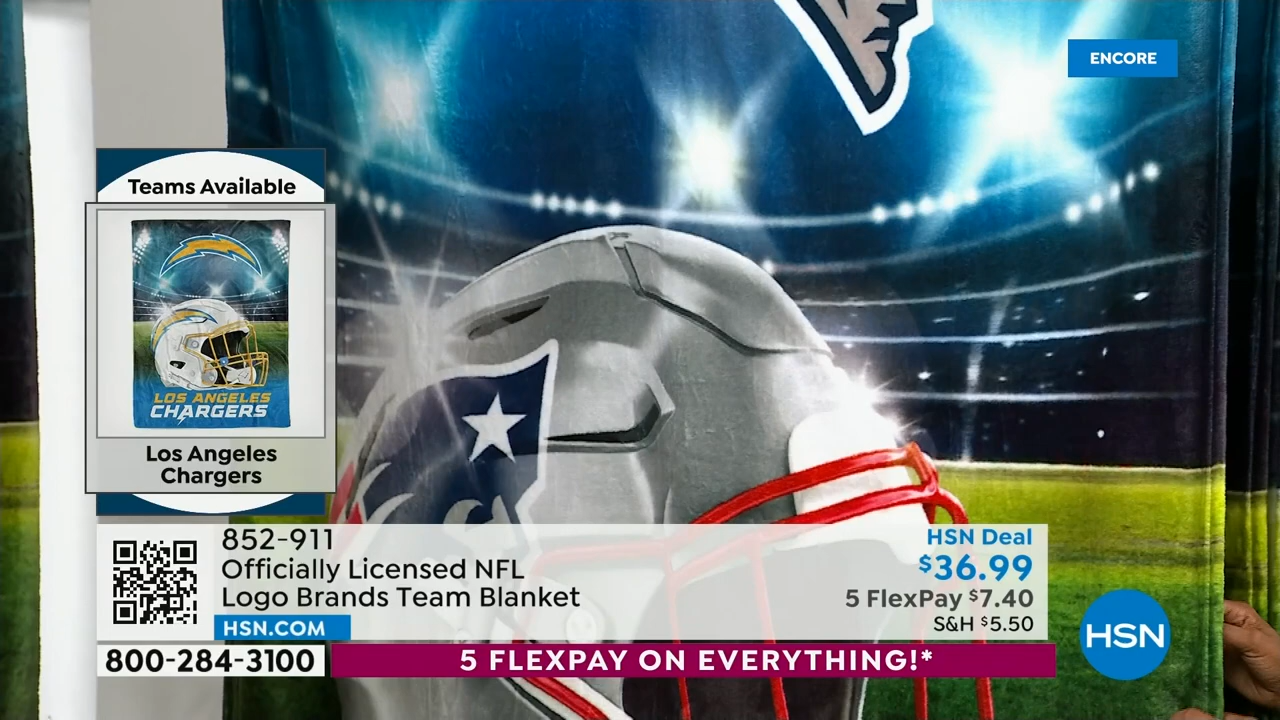 ENCORE
Teams Available
LOS ANGELES
CHARGERS
Los Angeles
Chargers
852-911
Officially Licensed NFL
Logo Brands Team Blanket
HSN.COM
HSN Deal
$36.99
5 FlexPay $7.40
S&H $5.50
800-284-3100
5 FLEXPAY ON EVERYTHING!*
HSN